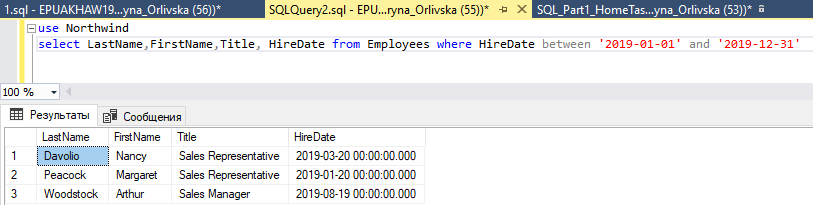 1.sql - EPUAKHAW19...yna_Orlivska (56))* SQLQuery2.sql - EPU...ryna_Orlivska (55))* SQL_Part1_HomeTas...yna_Orlivska (53))*
use Northwind
select LastName,FirstName,Title, HireDate from Employees where HireDate between '2019-01-01' and '2019-12-31'
100 %
Результаты Сообщения
LastName FirstName Title HireDate
1 Davolio Nancy Sales Representative 2019-03-20 00:00:00.000
2 Peacock Margaret Sales Representative 2019-01-20 00:00:00.000
3 Woodstock Arthur Sales Manager 2019-08-19 00:00:00.000